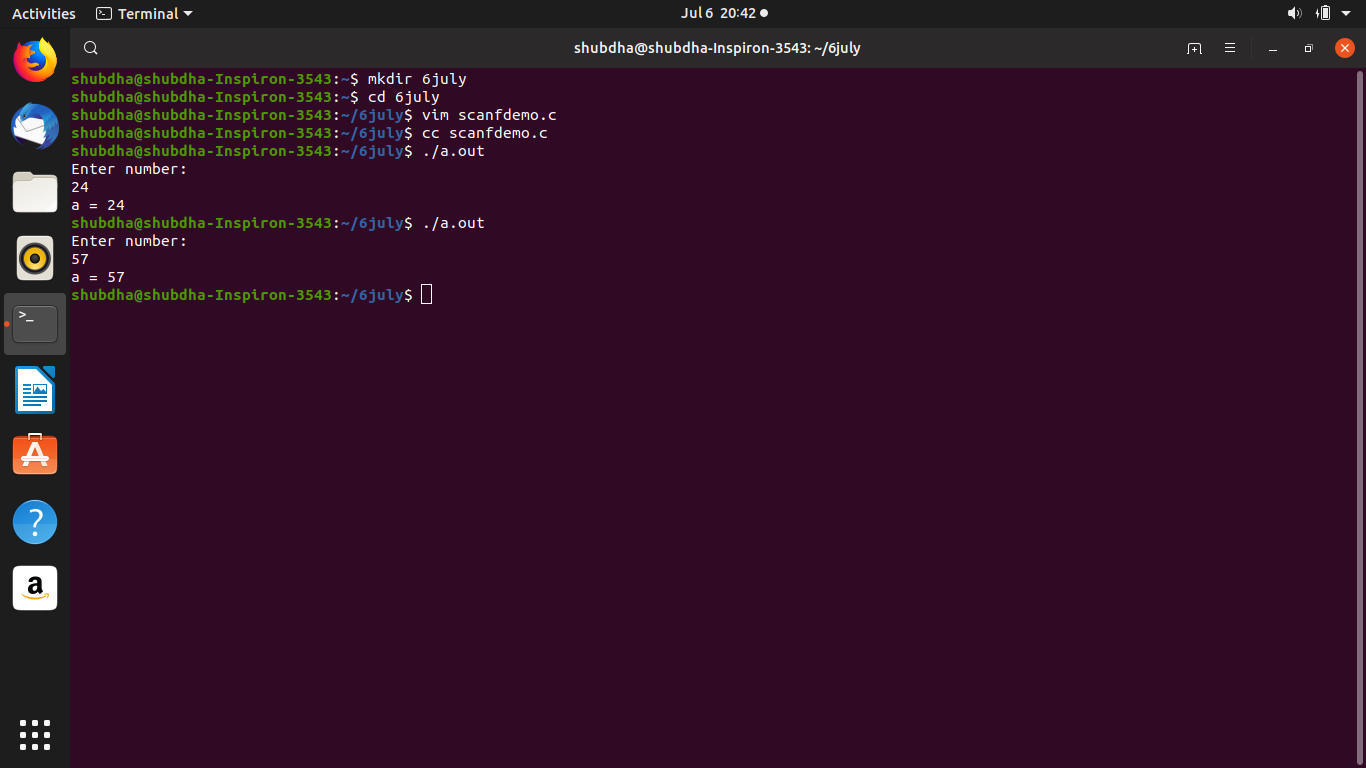 Activities Terminal Jul 6 20:42
shubdha@shubdha-Inspiron-3543: ~/6july
shubdha@shubdha-Inspiron-3543:~$ mkdir 6july
shubdha@shubdha-Inspiron-3543:~$ cd 6july
shubdha@shubdha-Inspiron-3543:~/6july$ vim scanfdemo.c
shubdha@shubdha-Inspiron-3543:~/6july$ cc scanfdemo.c
shubdha@shubdha-Inspiron-3543:~/6july$ ./a.out
Enter number:
24
a = 24
shubdha@shubdha-Inspiron-3543:~/6july$ ./a.out
Enter number:
57
a = 57
shubdha@shubdha-Inspiron-3543:~/6july$
>_
A
?
a